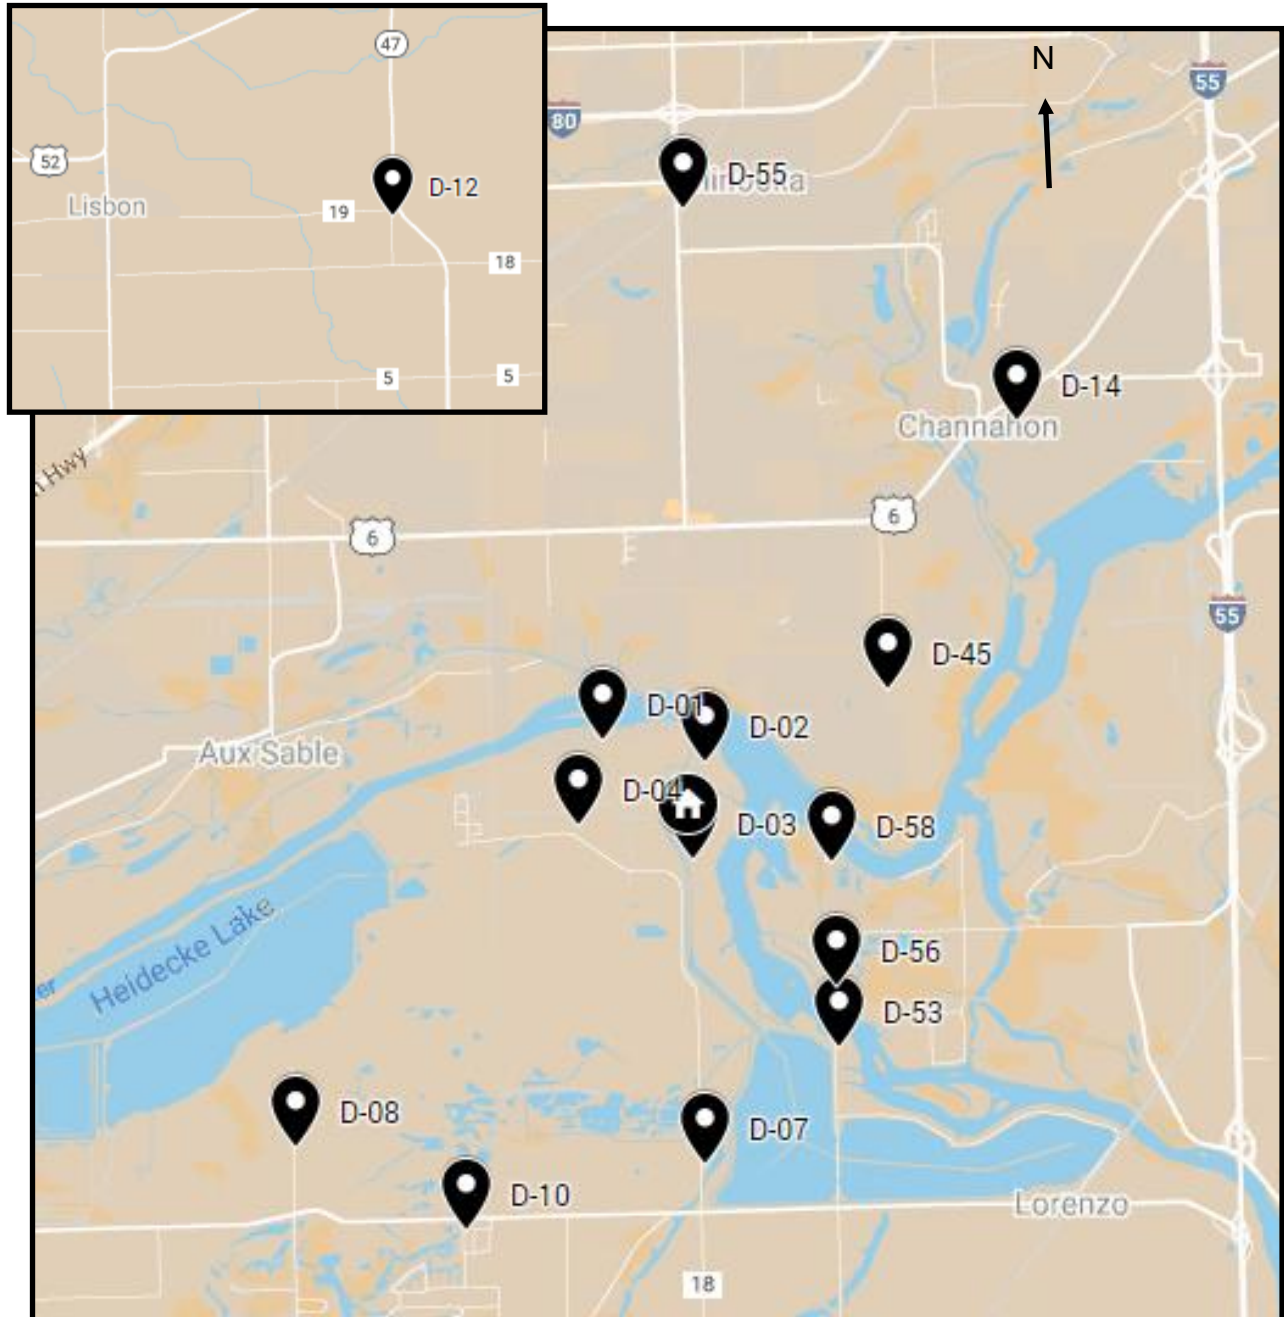 47
52
D-12
Lisbon
19
18
5
5
N
55
80
D-55
D-14
Channahon
Hwy
6
6
55
D-45
D-01
D-02
Aux Sable
D-04
D-03
D-58
Heidecke Lake
D-56
D-53
D-08
D-07
D-10
Lorenzo
18